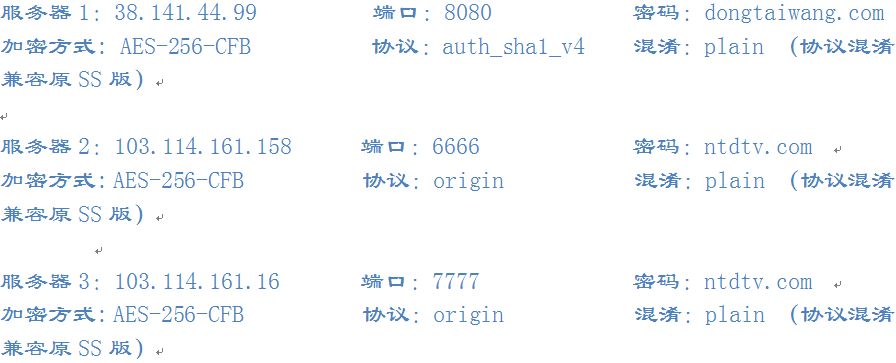 服务器 1: 38.141.44.99 端口: 8080 密码: dongtaiwang.com
加密方式: AES-256-CFB 协议: auth_sha1_v4 混淆: plain （协议混淆
兼容原 SS 版）
服务器 2: 103.114.161.158 端口: 6666 密码: ntdtv.com
加密方式: AES-256-CFB 协议: origin 混淆: plain （协议混淆
兼容原 SS 版）
服务器 3: 103.114.161.16 端口: 7777 密码: ntdtv.com
加密方式: AES-256-CFB 协议: origin 混淆: plain （协议混淆
兼容原 SS 版）